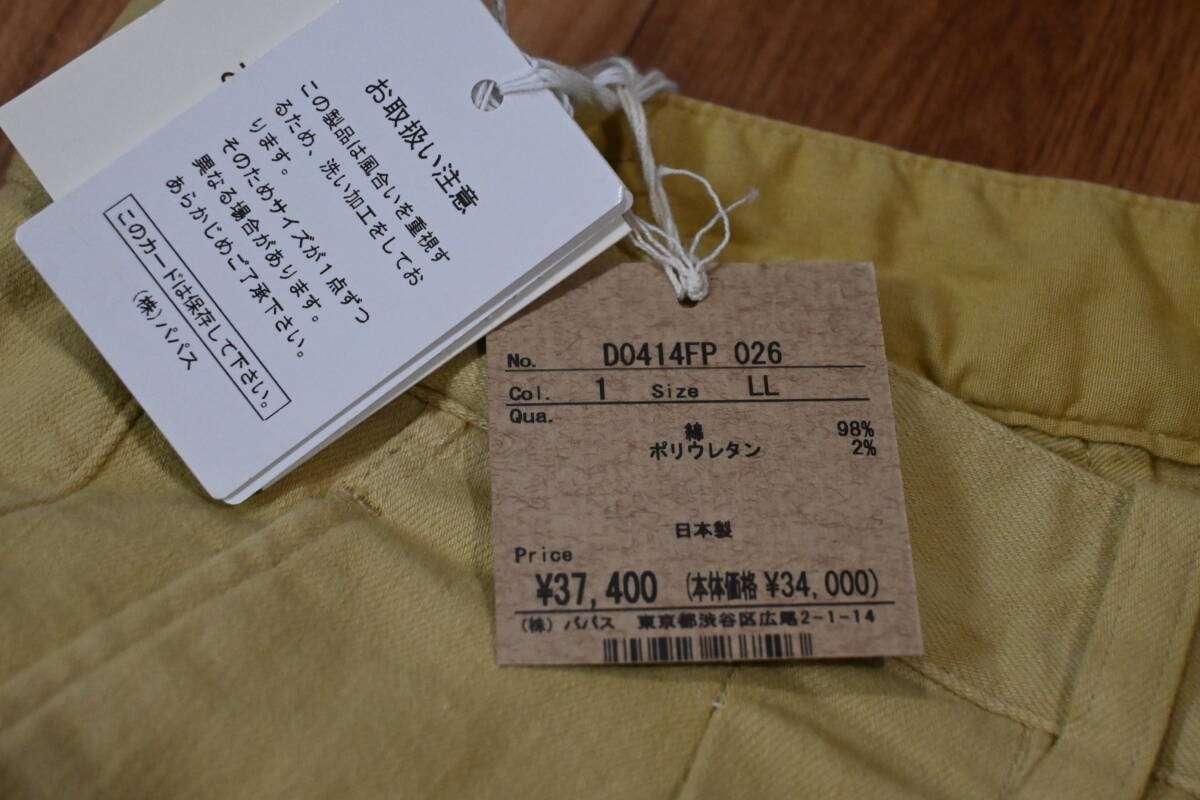 お取扱い注意
この製品は風合いを重視す
るため、洗い加工をしてお
ります。
そのためサイズが1点ずつ
異なる場合があります。
あらかじめご了承下さい。
このカードは保存して下さい。
(株)パパス
No. D0414FP 026
Col. 1 Size LL
Qua.
綿 98%
ポリウレタン 2%
日本製
Price
¥37,400 (本体価格 ¥34,000)
(株) パパス 東京都渋谷区広尾2-1-14